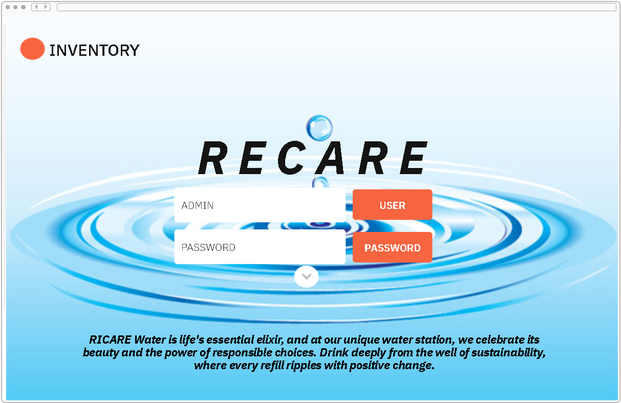 INVENTORY
RECARE
ADMIN
USER
PASSWORD
PASSWORD
RICARE Water is life's essential elixir, and at our unique water station, we celebrate its
beauty and the power of responsible choices. Drink deeply from the well of sustainability,
where every refill ripples with positive change.